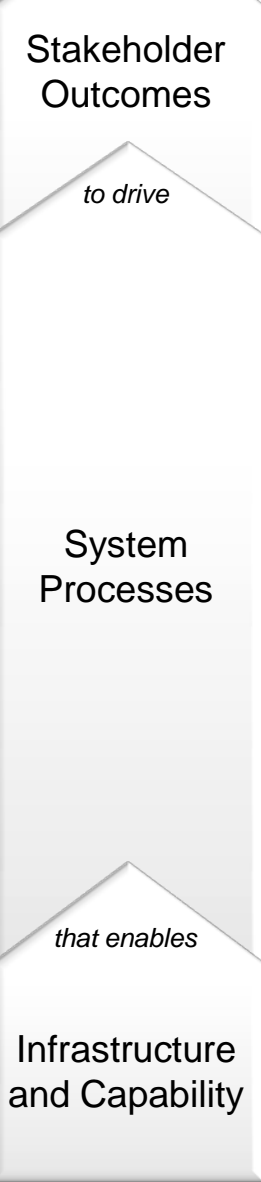 Stakeholder
Outcomes
to drive
System
Processes
that enables
Infrastructure
and Capability